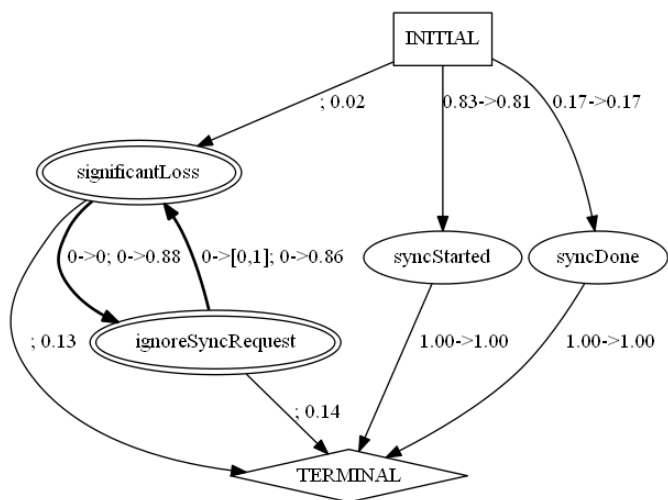 INITIAL
; 0.02
0.83->0.81
0.17->0.17
significantLoss
0->0; 0->0.88
0->[0,1]; 0->0.86
syncStarted
syncDone
; 0.13
ignoreSyncRequest
1.00->1.00
1.00->1.00
; 0.14
TERMINAL